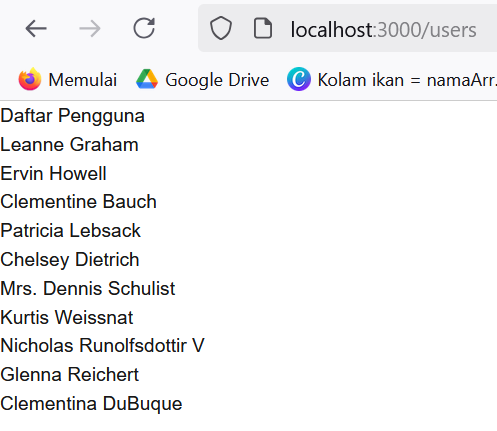 localhost:3000/users
Memulai Google Drive Kolam ikan = namaArr.
Daftar Pengguna
Leanne Graham
Ervin Howell
Clementine Bauch
Patricia Lebsack
Chelsey Dietrich
Mrs. Dennis Schulist
Kurtis Weissnat
Nicholas Runolfsdottir V
Glenna Reichert
Clementina DuBuque